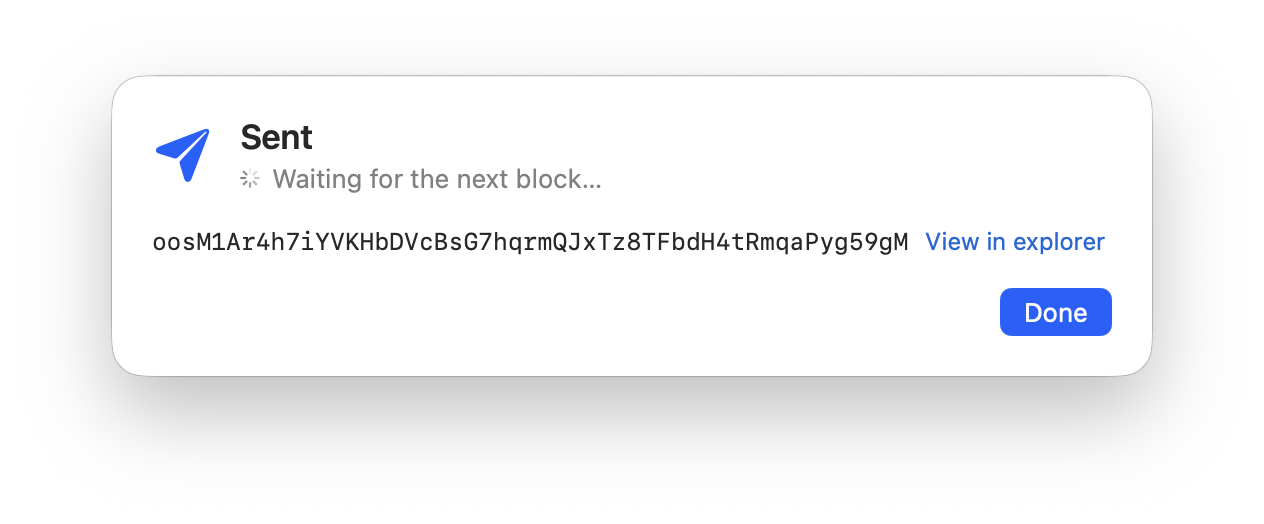 Sent
Waiting for the next block...
oosM1Ar4h7iYVKHbDVcBsG7hqrmQJxTz8TFbdH4tRmqaPyg59gM View in explorer
Done